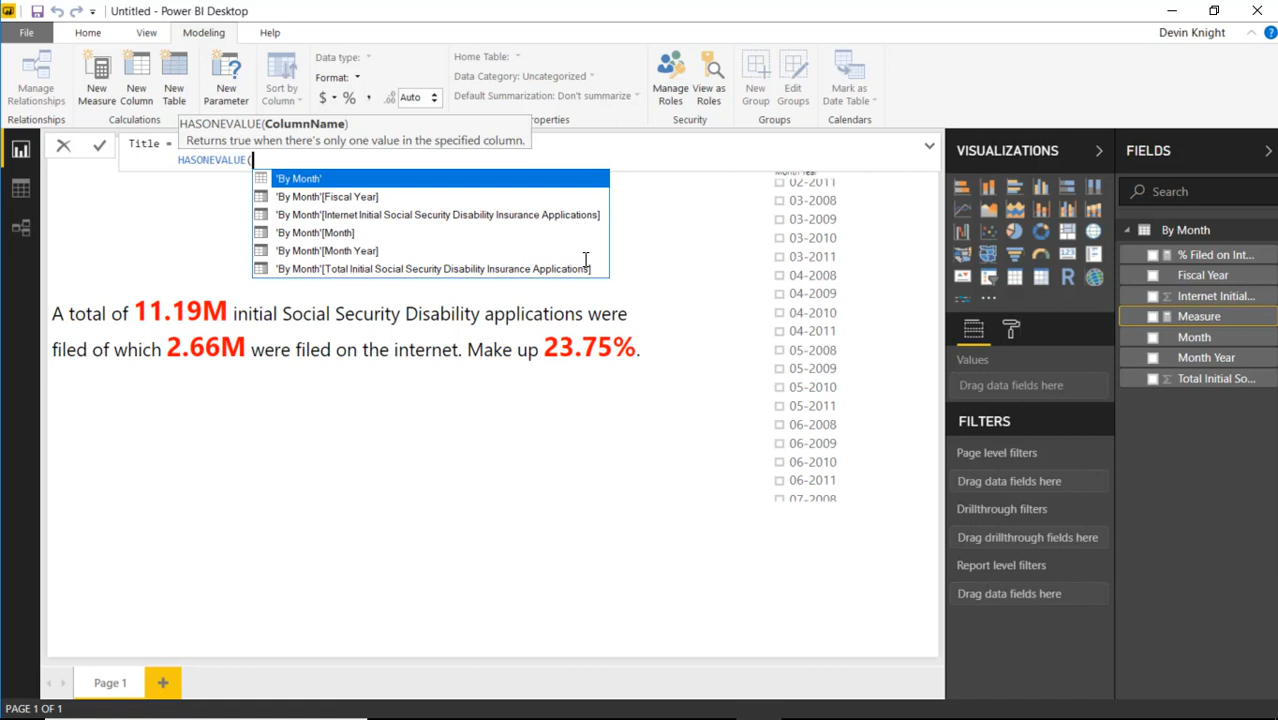 Untitled - Power BI Desktop
File
Home
View
Modeling
Help
Devin Knight
Manage Relationships
Relationships
New Measure
New Column
New Table
Calculations
New Parameter
Sort by Column
Data type:
Format:
$ % , Auto
Home Table:
Data Category: Uncategorized
Default Summarization: Don't summarize
operties
Manage Roles
View as Roles
Security
New Group
Edit Groups
Groups
Mark as Date Table
Calendars
HASONEVALUE(ColumnName)
Returns true when there's only one value in the specified column.
Title =
HASONEVALUE(
'By Month'
'By Month'[Fiscal Year]
'By Month'[Internet Initial Social Security Disability Insurance Applications]
'By Month'[Month]
'By Month'[Month Year]
'By Month'[Total Initial Social Security Disability Insurance Applications]
A total of 11.19M initial Social Security Disability applications were
filed of which 2.66M were filed on the internet. Make up 23.75%.
Month Year
02-2011
03-2008
03-2009
03-2010
03-2011
04-2008
04-2009
04-2010
04-2011
05-2008
05-2009
05-2010
05-2011
06-2008
06-2009
06-2010
06-2011
07-2008
VISUALIZATIONS
R
Values
Drag data fields here
FILTERS
Page level filters
Drag data fields here
Drillthrough filters
Drag drillthrough fields here
Report level filters
Drag data fields here
FIELDS
Search
By Month
% Filed on Int...
Fiscal Year
Internet Initial...
Measure
Month
Month Year
Total Initial So...
Page 1
PAGE 1 OF 1